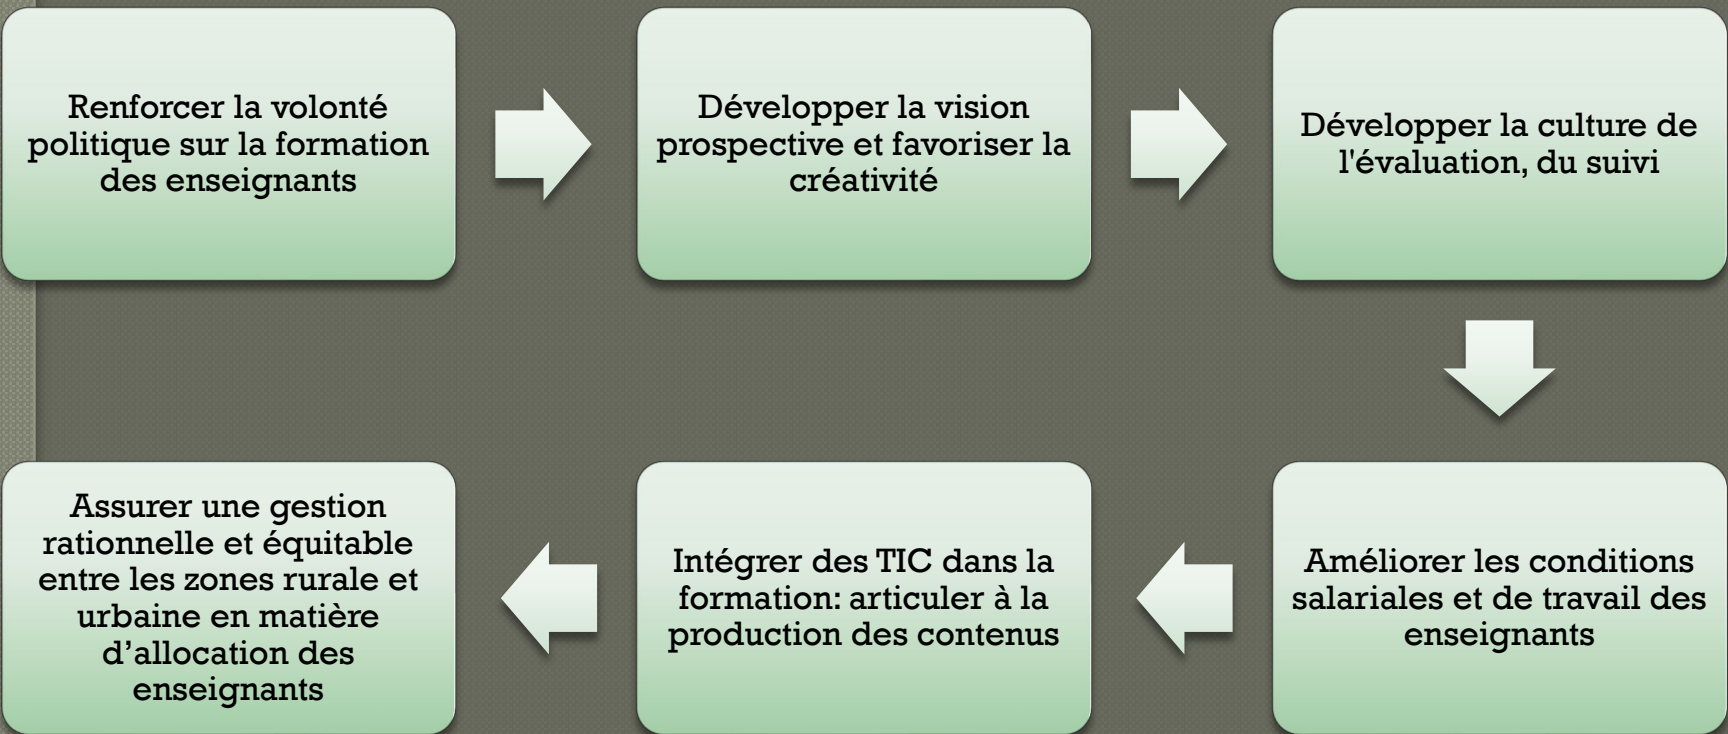 Renforcer la volonté
politique sur la formation
des enseignants
Développer la vision
prospective et favoriser la
créativité
Développer la culture de
l'évaluation, du suivi
Améliorer les conditions
salariales et de travail des
enseignants
Intégrer des TIC dans la
formation: articuler à la
production des contenus
Assurer une gestion
rationnelle et équitable
entre les zones rurale et
urbaine en matière
d’allocation des
enseignants